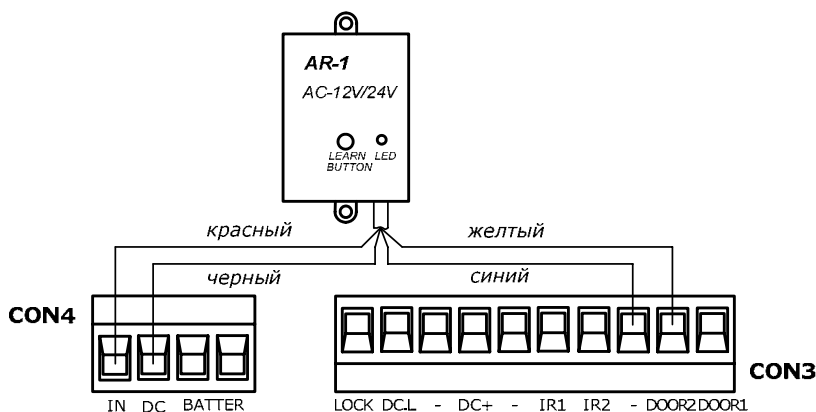 AR-1
AC-12V/24V
LEARN LED
BUTTON
красный
желтый
черный
синий
CON4
CON3
IN DC BATTER
LOCK DC.L - DC+ - IR1 IR2 - DOOR2 DOOR1